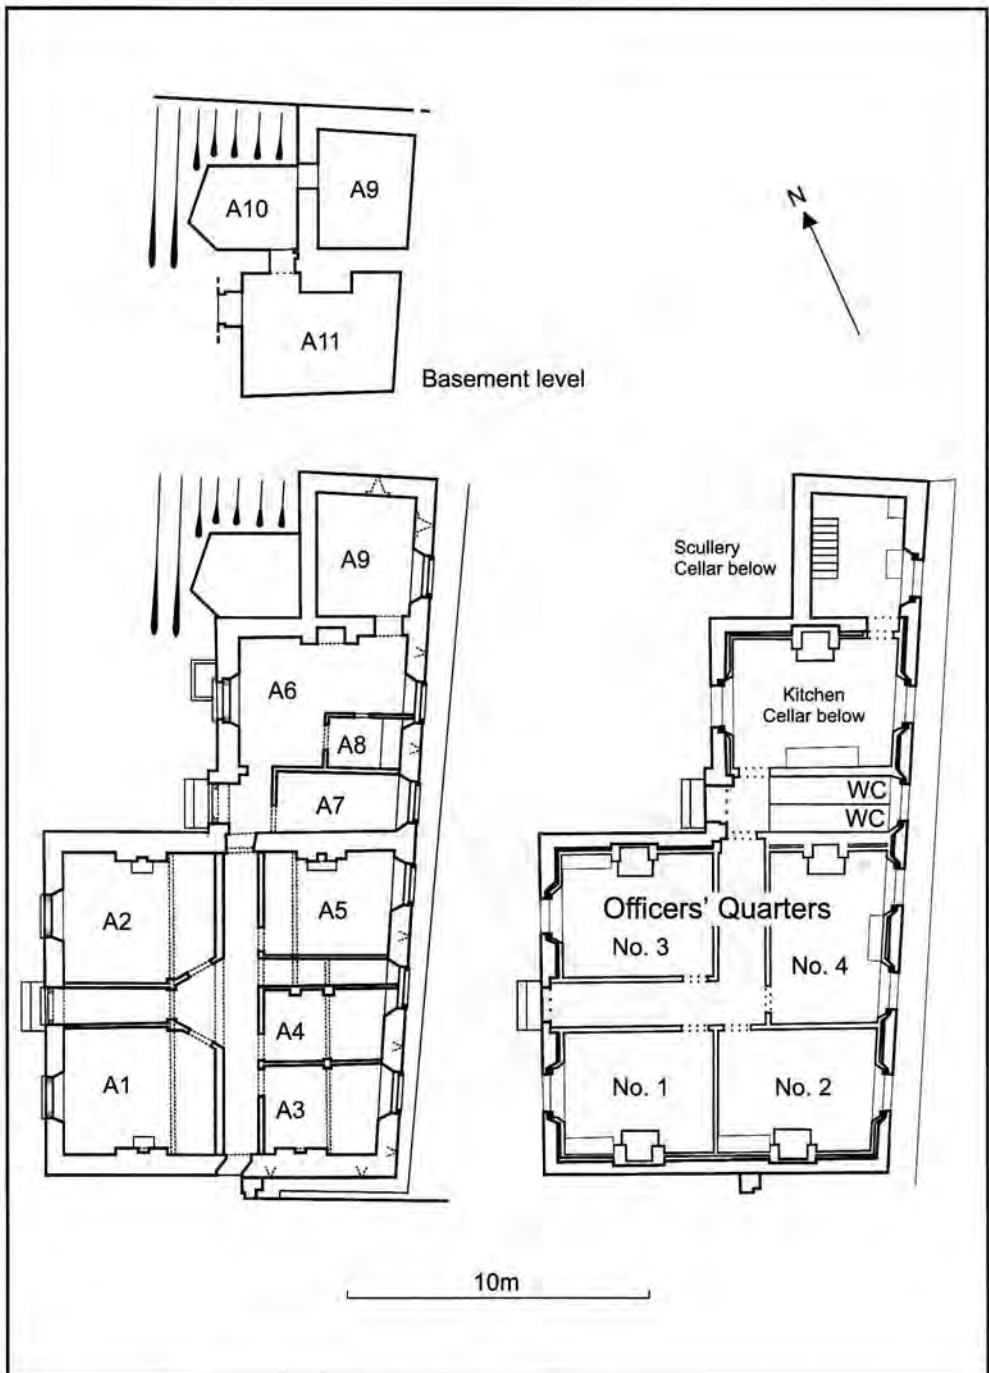 A9
A10
A11
Basement level
N
A9
A6
A8
A7
A2
A5
A4
A1
A3
Scullery
Cellar below
Kitchen
Cellar below
WC
WC
Officers' Quarters
No. 3
No. 4
No. 1
No. 2
10m